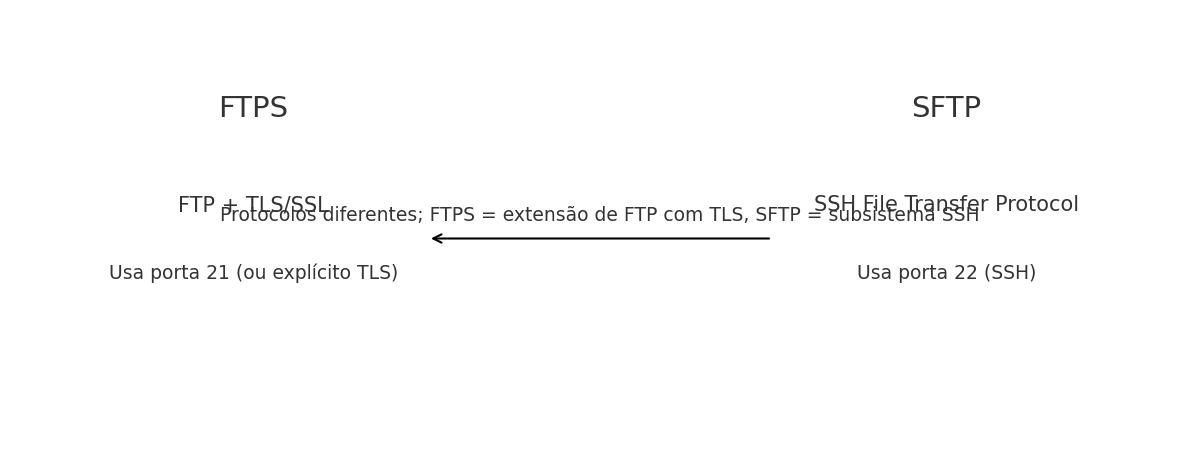 FTPS
SFTP
FTP + TLS/SSL
SSH File Transfer Protocol
Protocolos diferentes; FTPS = extensão de FTP com TLS, SFTP = subsistema SSH
Usa porta 21 (ou explícito TLS)
Usa porta 22 (SSH)